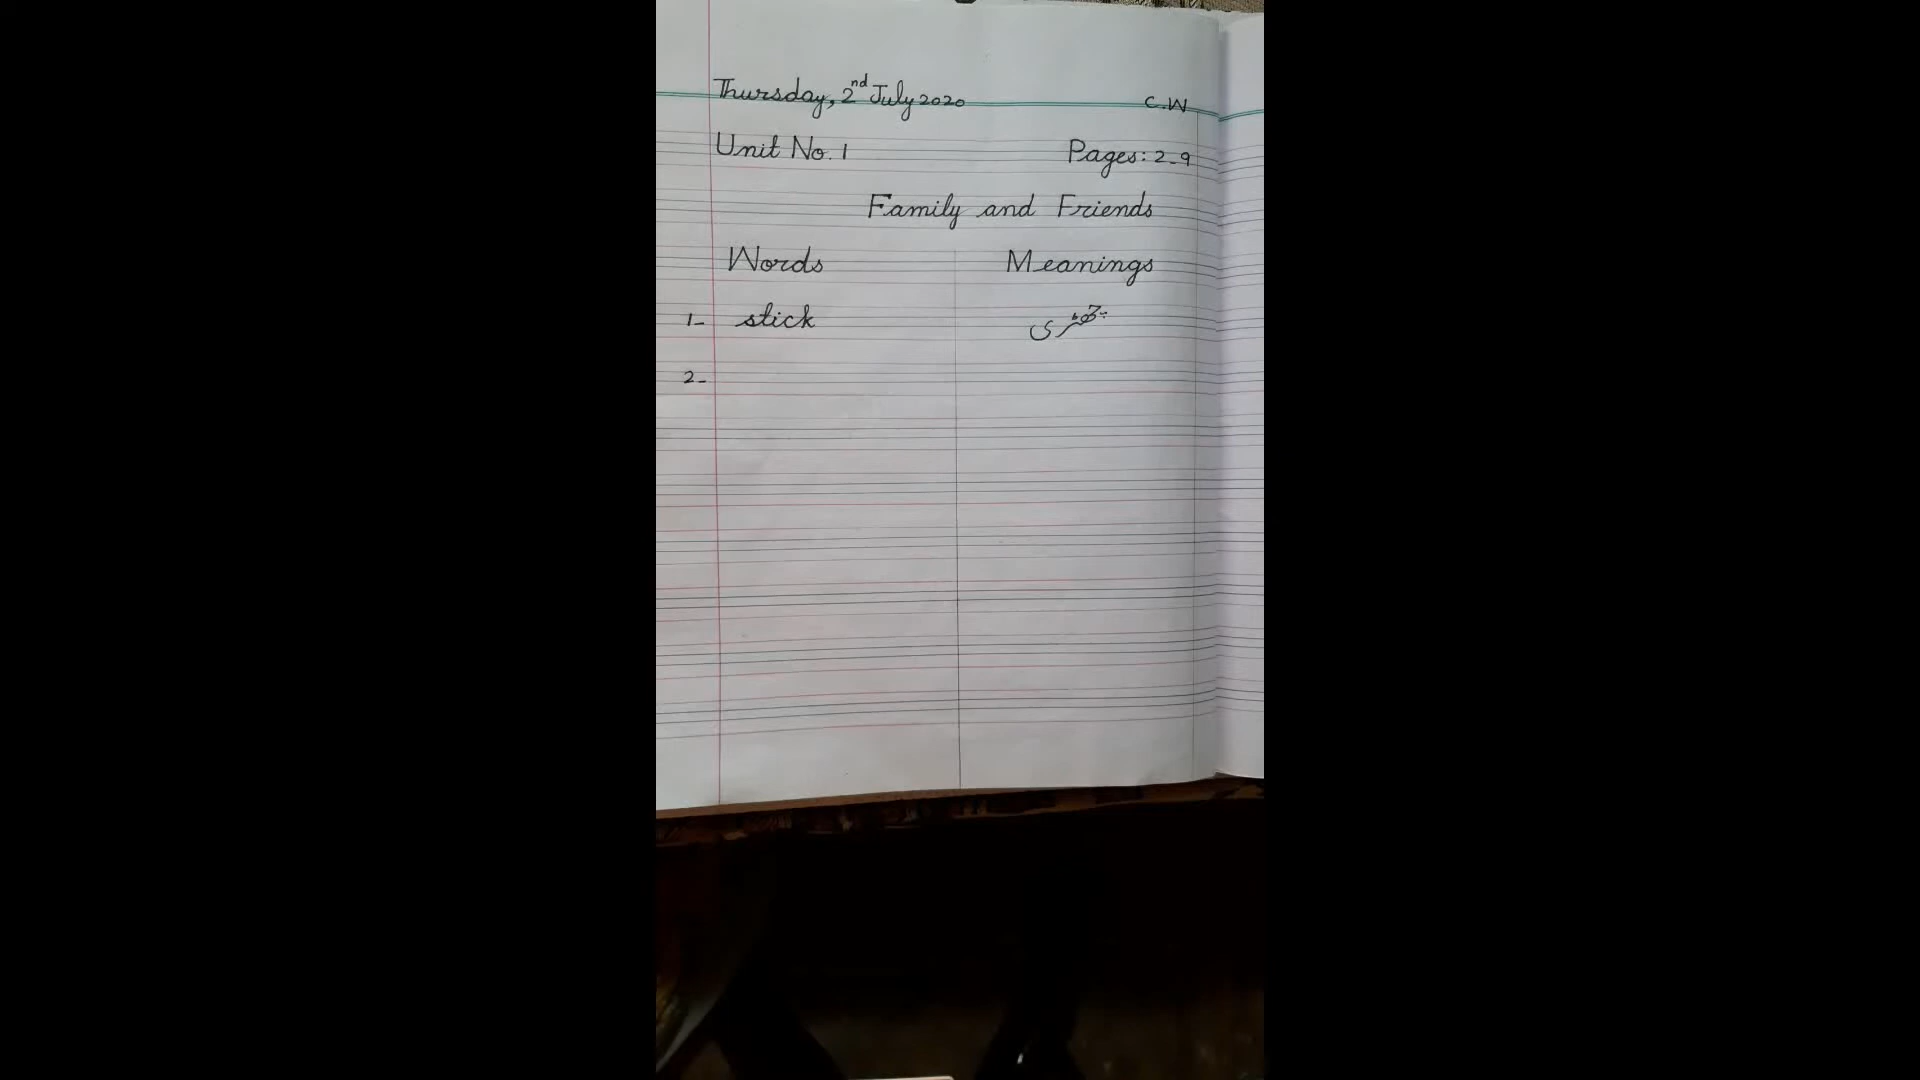 Thursday, 2nd July 2020 C.W
Unit No. 1 Pages: 2-9
Family and Friends
Words Meanings
1- stick چھڑی
2-